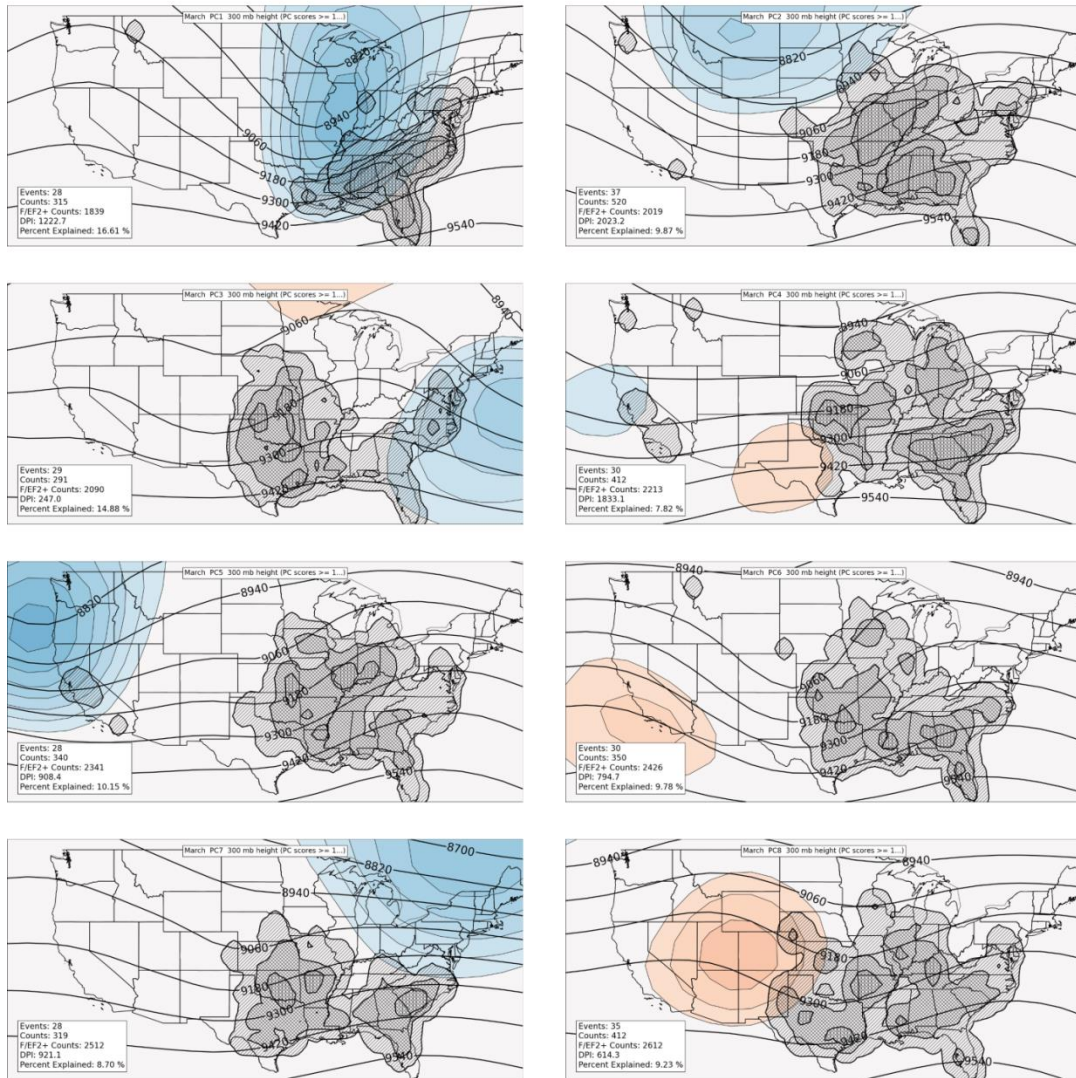 March PC1 300 mb height (PC scores >= 1...)
8820
8940
9060
9180
9300
9420
9540
Events: 28
Counts: 315
F/EF2+ Counts: 1839
DPI: 1222.7
Percent Explained: 16.61 %
March PC2 300 mb height (PC scores >= 1...)
8820
8940
9060
9180
9300
9420
9540
Events: 37
Counts: 520
F/EF2+ Counts: 2019
DPI: 2023.2
Percent Explained: 9.87 %
March PC3 300 mb height (PC scores >= 1...)
8940
9060
9180
9300
9420
Events: 29
Counts: 291
F/EF2+ Counts: 2090
DPI: 247.0
Percent Explained: 14.88 %
March PC4 300 mb height (PC scores >= 1...)
8940
9060
9180
9300
9420
9540
Events: 30
Counts: 412
F/EF2+ Counts: 2213
DPI: 1833.1
Percent Explained: 7.82 %
March PC5 300 mb height (PC scores >= 1...)
8820
8940
9060
9180
9300
9420
9540
Events: 28
Counts: 340
F/EF2+ Counts: 2341
DPI: 908.4
Percent Explained: 10.15 %
March PC6 300 mb height (PC scores >= 1...)
8940
8940
9060
9180
9300
9420
9540
Events: 30
Counts: 350
F/EF2+ Counts: 2426
DPI: 794.7
Percent Explained: 9.78 %
March PC7 300 mb height (PC scores >= 1...)
8700
8820
8940
9060
9180
9300
9420
9540
Events: 28
Counts: 319
F/EF2+ Counts: 2512
DPI: 921.1
Percent Explained: 8.70 %
March PC8 300 mb height (PC scores >= 1...)
8940
8940
9060
9180
9300
9420
9540
Events: 35
Counts: 412
F/EF2+ Counts: 2612
DPI: 614.3
Percent Explained: 9.23 %